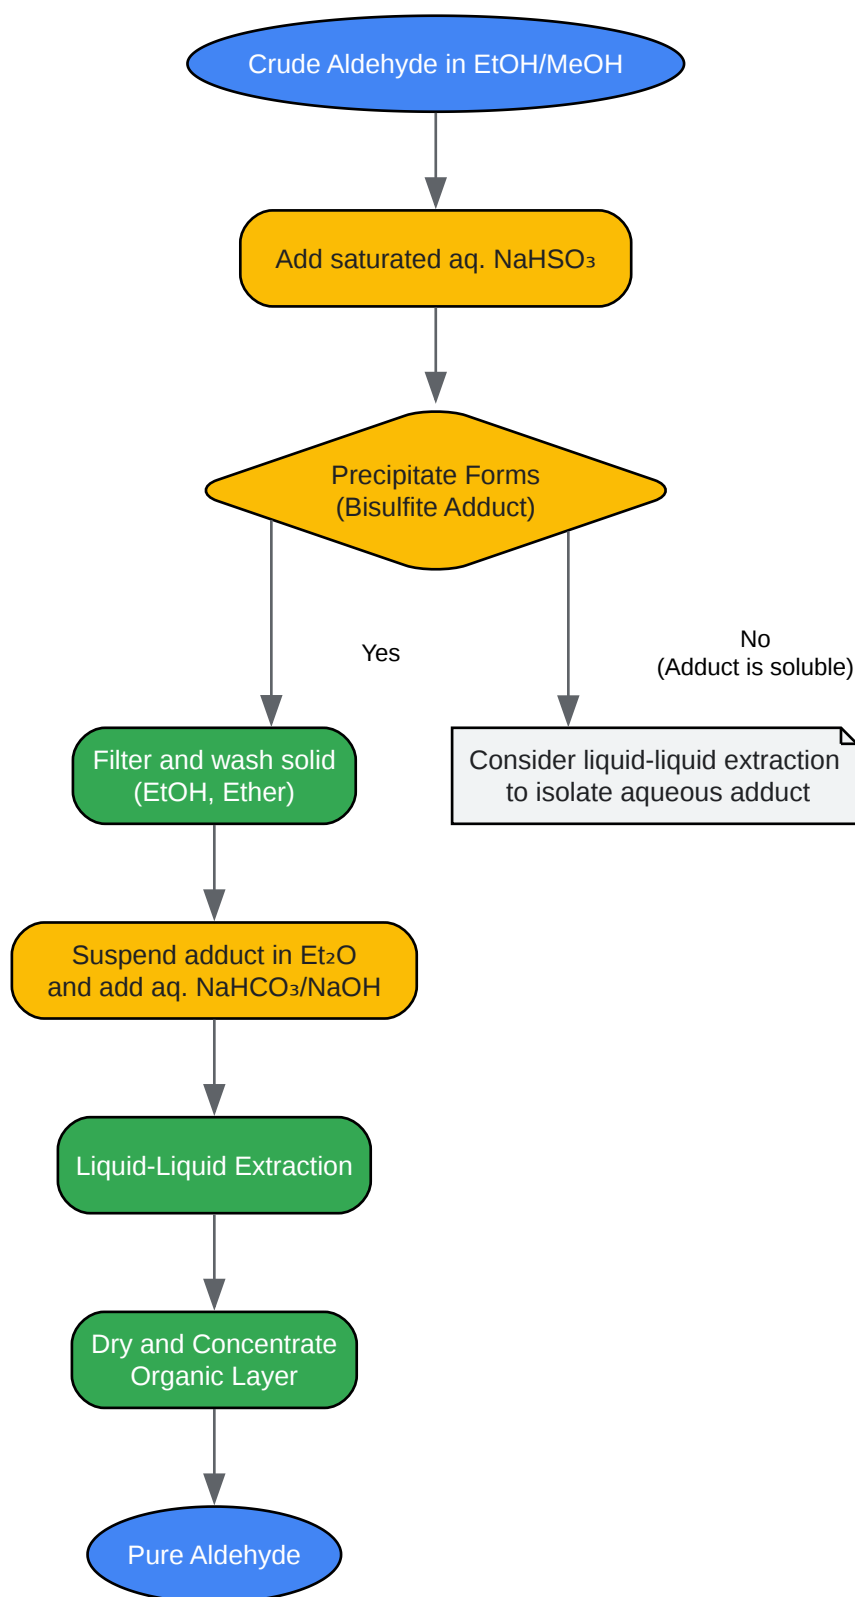 Crude Aldehyde in EtOH/MeOH
Add saturated aq. NaHSO₃
Precipitate Forms
(Bisulfite Adduct)
Yes
No
(Adduct is soluble)
Filter and wash solid
(EtOH, Ether)
Consider liquid-liquid extraction
to isolate aqueous adduct
Suspend adduct in Et₂O
and add aq. NaHCO₃/NaOH
Liquid-Liquid Extraction
Dry and Concentrate
Organic Layer
Pure Aldehyde